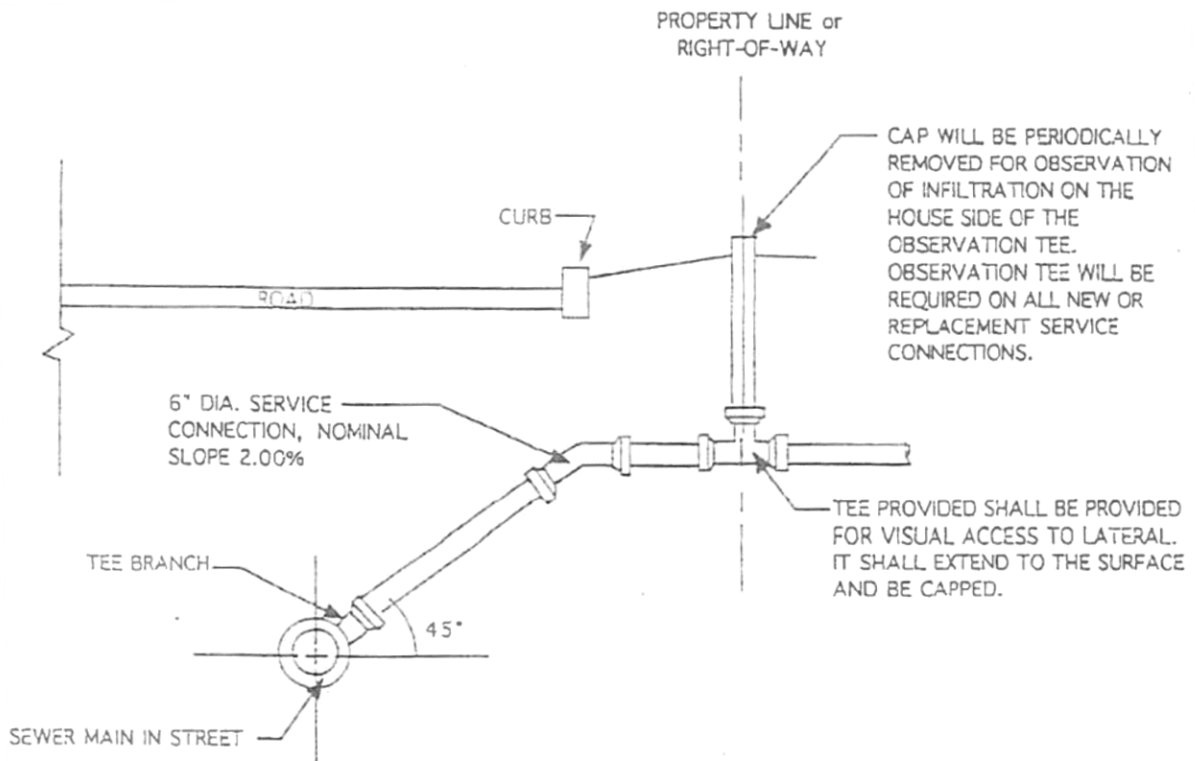 PROPERTY LINE or
RIGHT-OF-WAY
CAP WILL BE PERIODICALLY
REMOVED FOR OBSERVATION
OF INFILTRATION ON THE
HOUSE SIDE OF THE
OBSERVATION TEE.
OBSERVATION TEE WILL BE
REQUIRED ON ALL NEW OR
REPLACEMENT SERVICE
CONNECTIONS.
CURB
ROAD
6" DIA. SERVICE
CONNECTION, NOMINAL
SLOPE 2.00%
TEE PROVIDED SHALL BE PROVIDED
FOR VISUAL ACCESS TO LATERAL.
IT SHALL EXTEND TO THE SURFACE
AND BE CAPPED.
TEE BRANCH
45°
SEWER MAIN IN STREET